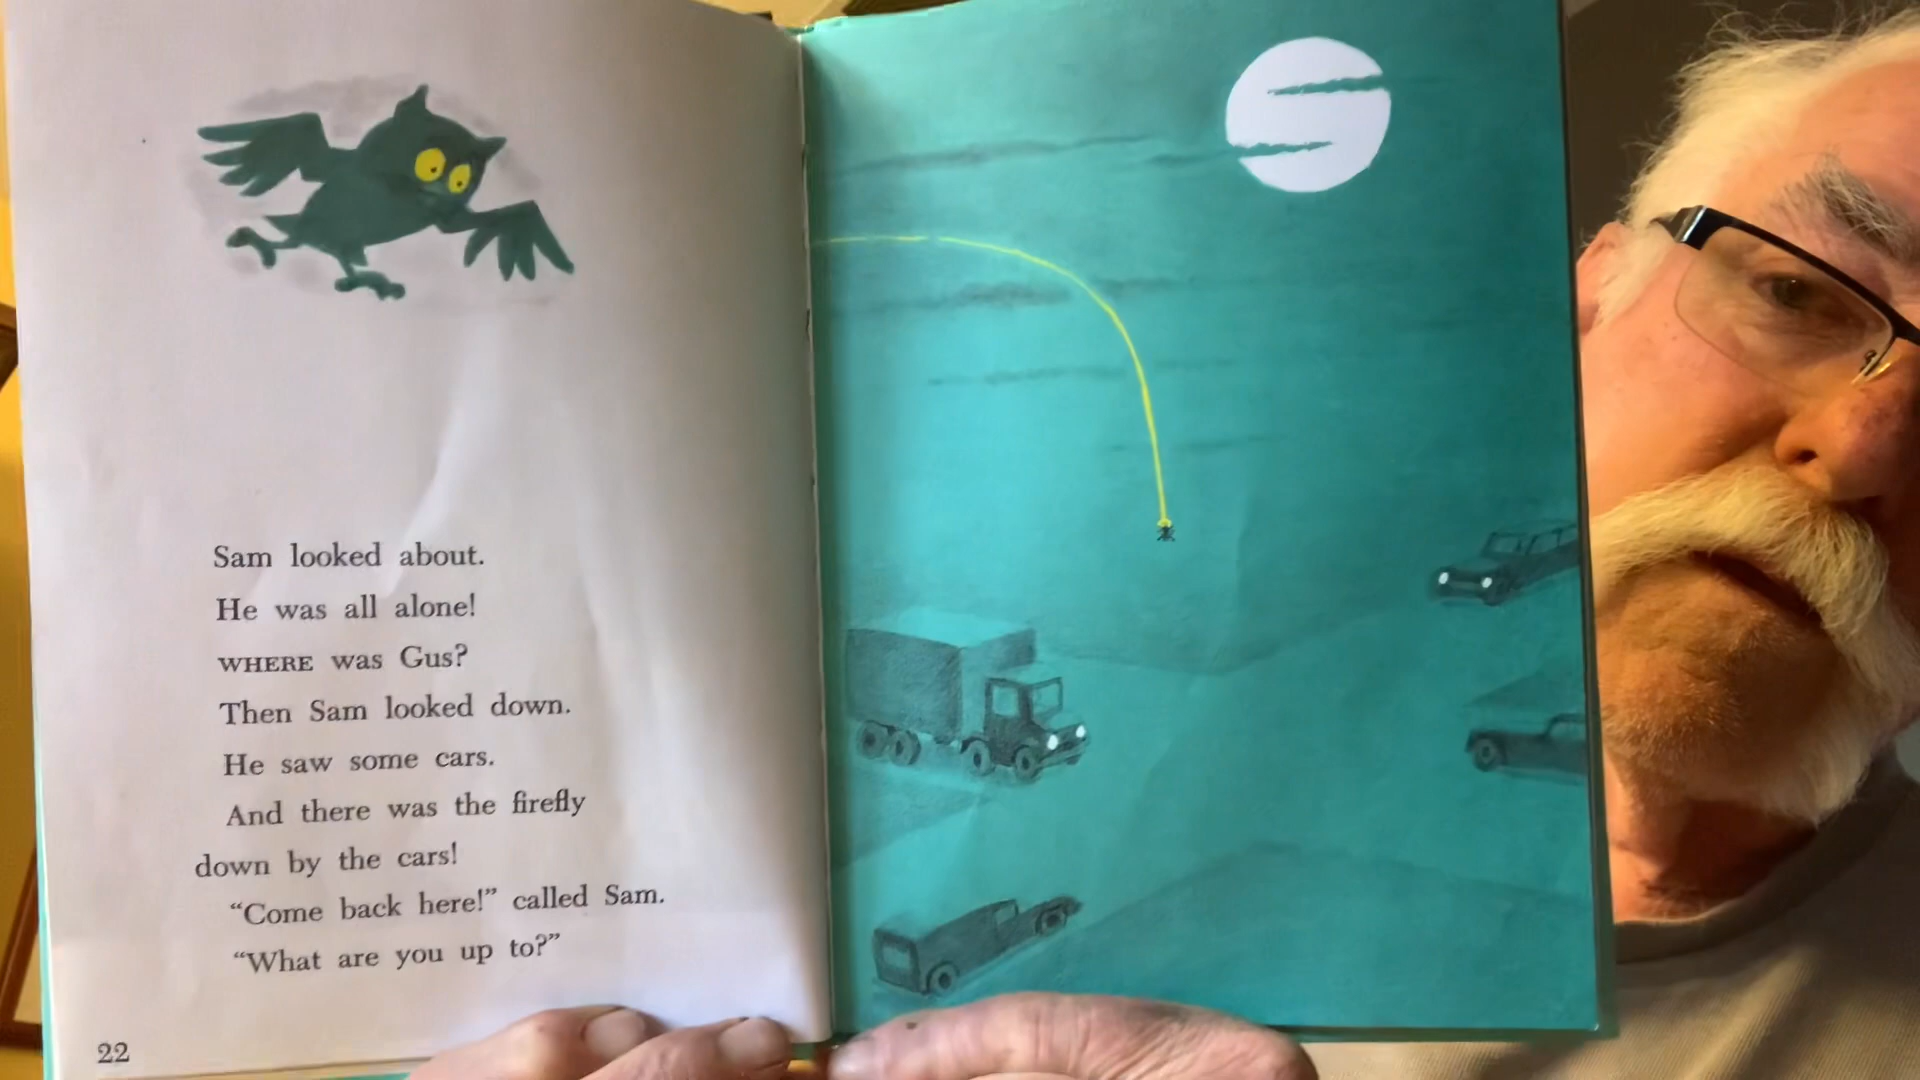 Sam looked about.
He was all alone!
WHERE was Gus?
Then Sam looked down.
He saw some cars.
And there was the firefly
down by the cars!
“Come back here!” called Sam.
“What are you up to?”
22